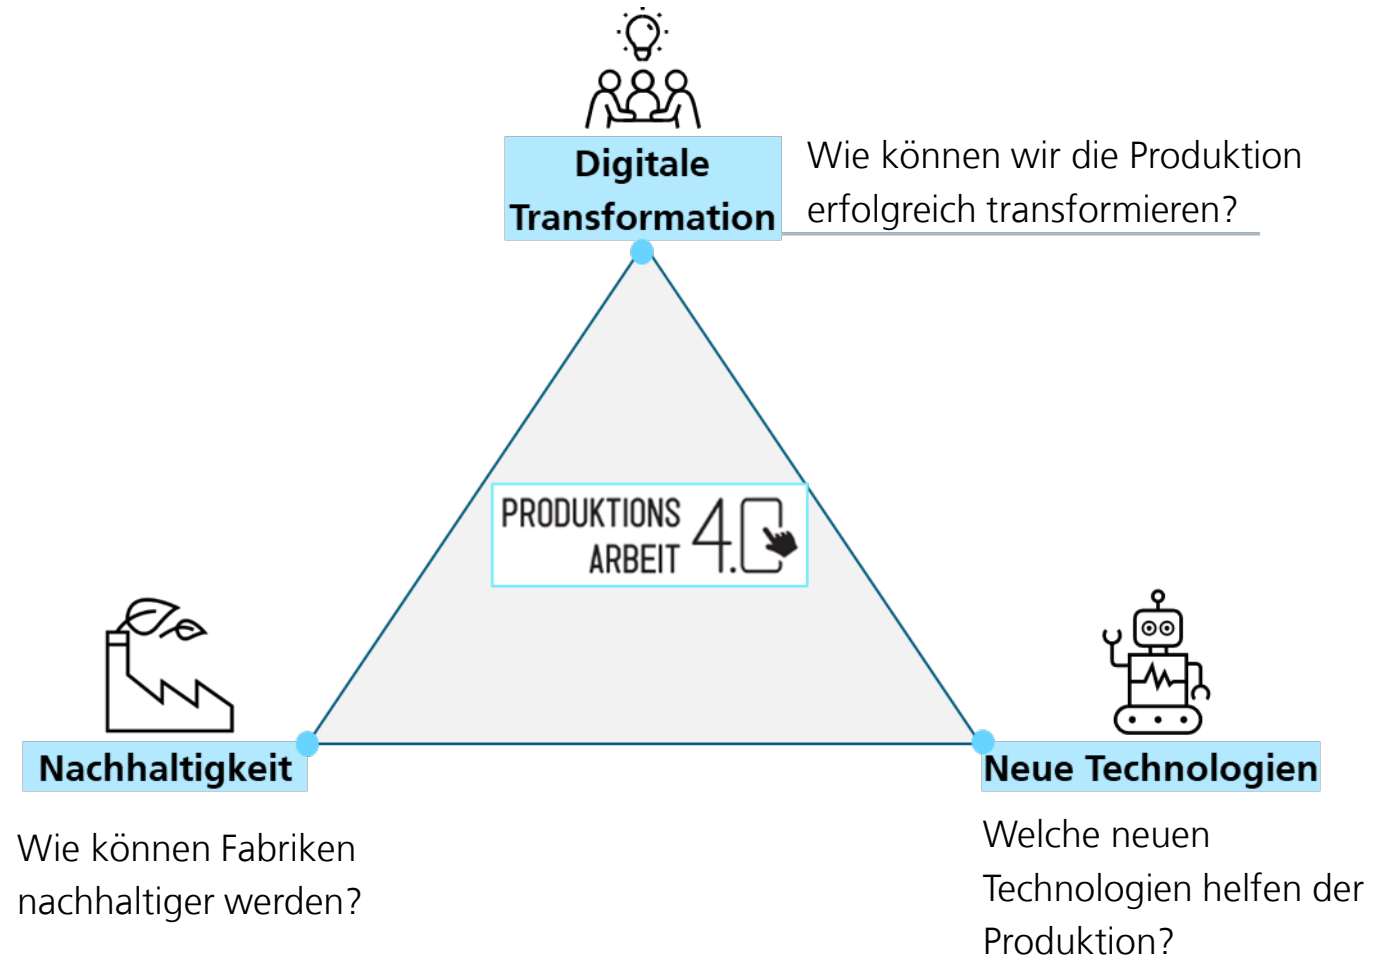 Digitale
Transformation
Wie können wir die Produktion
erfolgreich transformieren?
PRODUKTIONS
ARBEIT 4.0
Nachhaltigkeit
Wie können Fabriken
nachhaltiger werden?
Neue Technologien
Welche neuen
Technologien helfen der
Produktion?